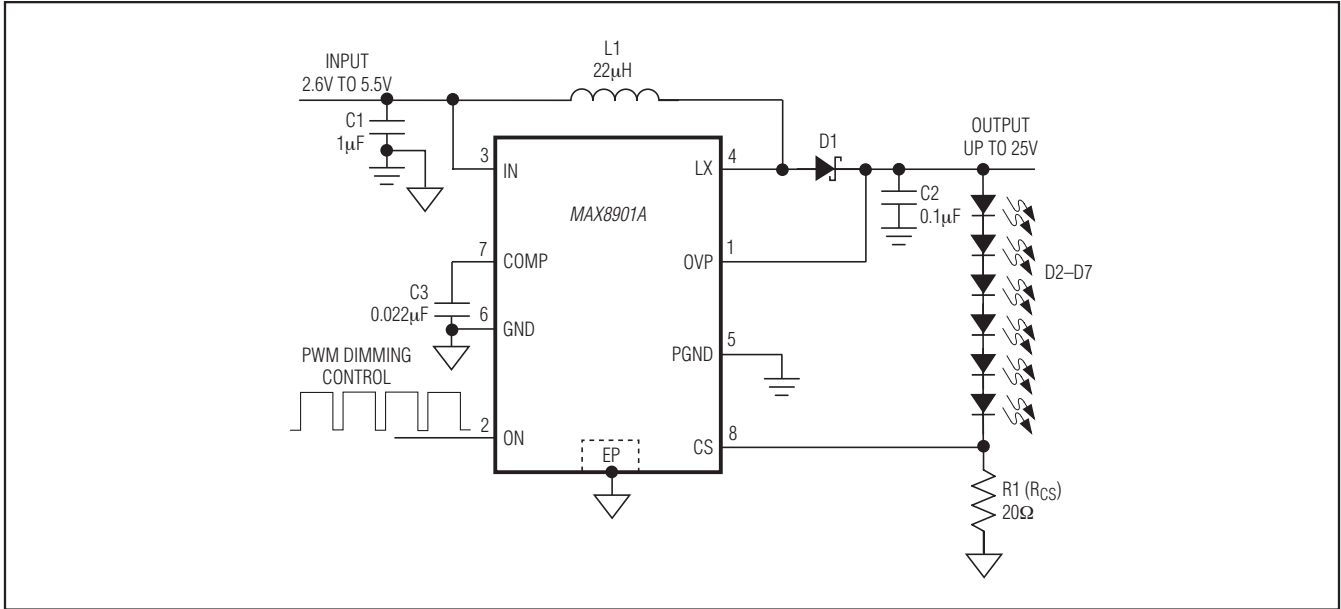 INPUT
2.6V TO 5.5V
L1
22μH
C1
1μF
D1
OUTPUT
UP TO 25V
3
IN
LX
4
MAX8901A
C2
0.1μF
7
COMP
OVP
1
D2–D7
C3
0.022μF
6
GND
PGND
5
PWM DIMMING
CONTROL
2
ON
EP
CS
8
R1 (RCS)
20Ω